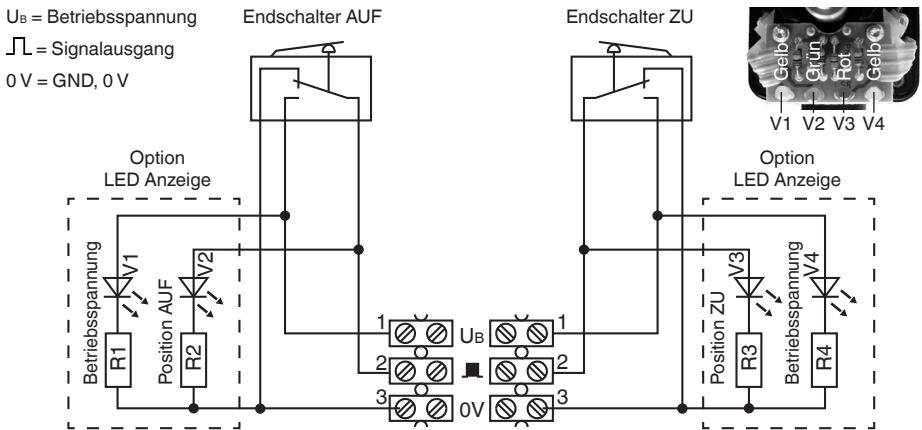 UB = Betriebsspannung
= Signalausgang
0 V = GND, 0 V
Endschalter AUF
Endschalter ZU
Gelb
Grün
Rot
Gelb
V1 V2 V3 V4
Option
LED Anzeige
Option
LED Anzeige
Betriebsspannung
V1
R1
Position AUF
V2
R2
1
2
3
UB
0V
1
2
3
Position ZU
V3
R3
Betriebsspannung
V4
R4